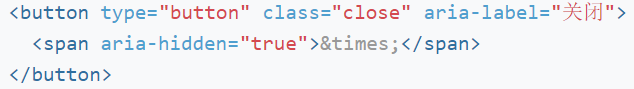 <button type="button" class="close" aria-label="关闭">
  <span aria-hidden="true">&times;</span>
</button>